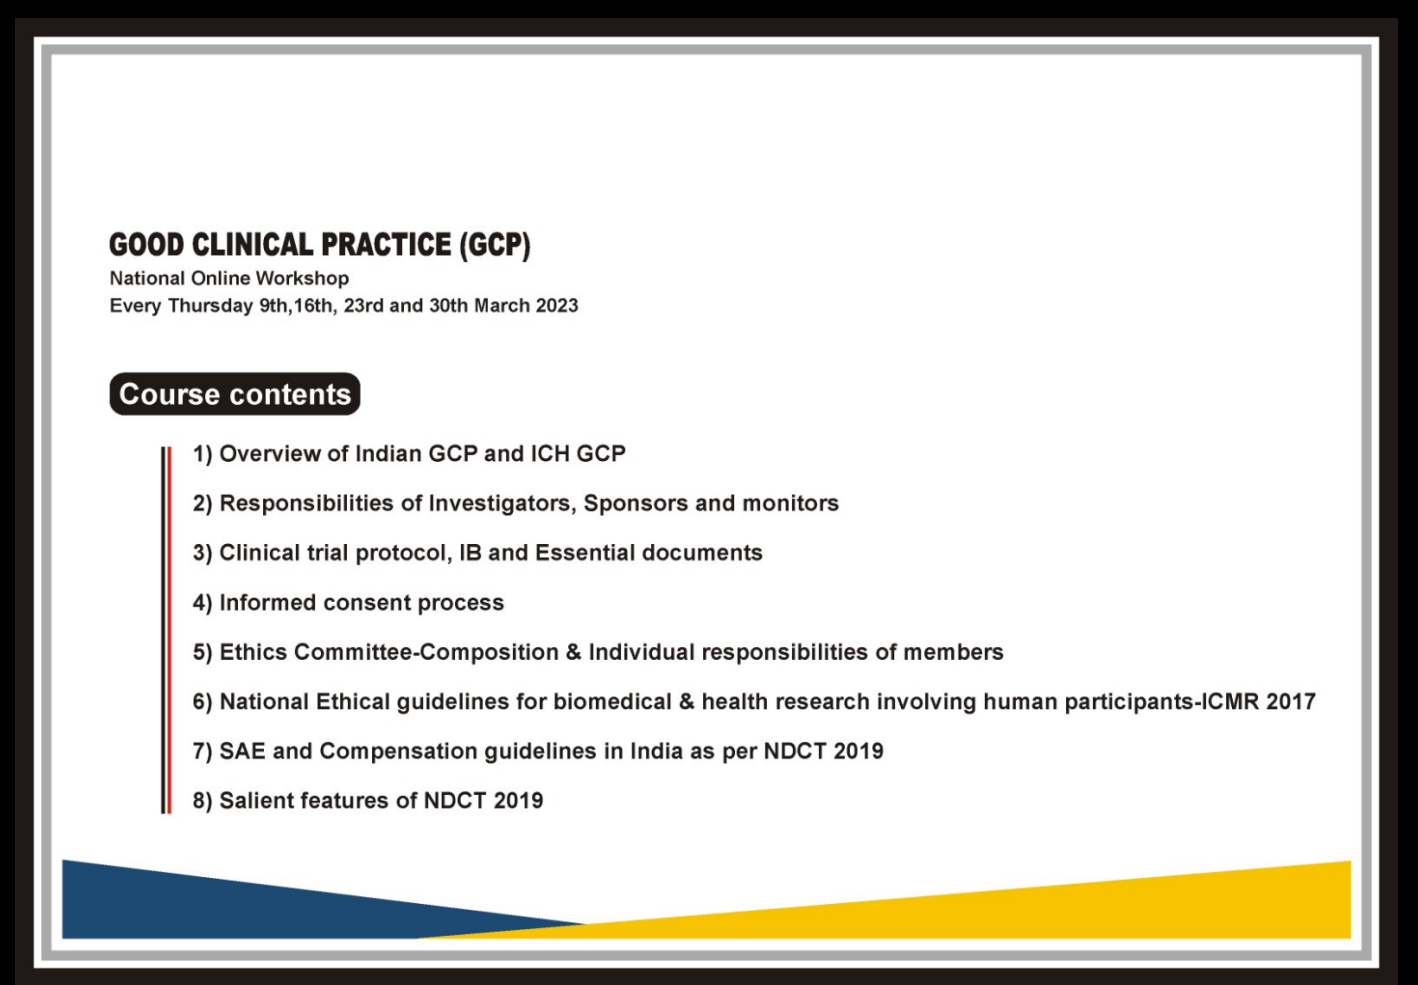 GOOD CLINICAL PRACTICE (GCP)
National Online Workshop
Every Thursday 9th,16th, 23rd and 30th March 2023
Course contents
1) Overview of Indian GCP and ICH GCP
2) Responsibilities of Investigators, Sponsors and monitors
3) Clinical trial protocol, IB and Essential documents
4) Informed consent process
5) Ethics Committee-Composition & Individual responsibilities of members
6) National Ethical guidelines for biomedical & health research involving human participants-ICMR 2017
7) SAE and Compensation guidelines in India as per NDCT 2019
8) Salient features of NDCT 2019